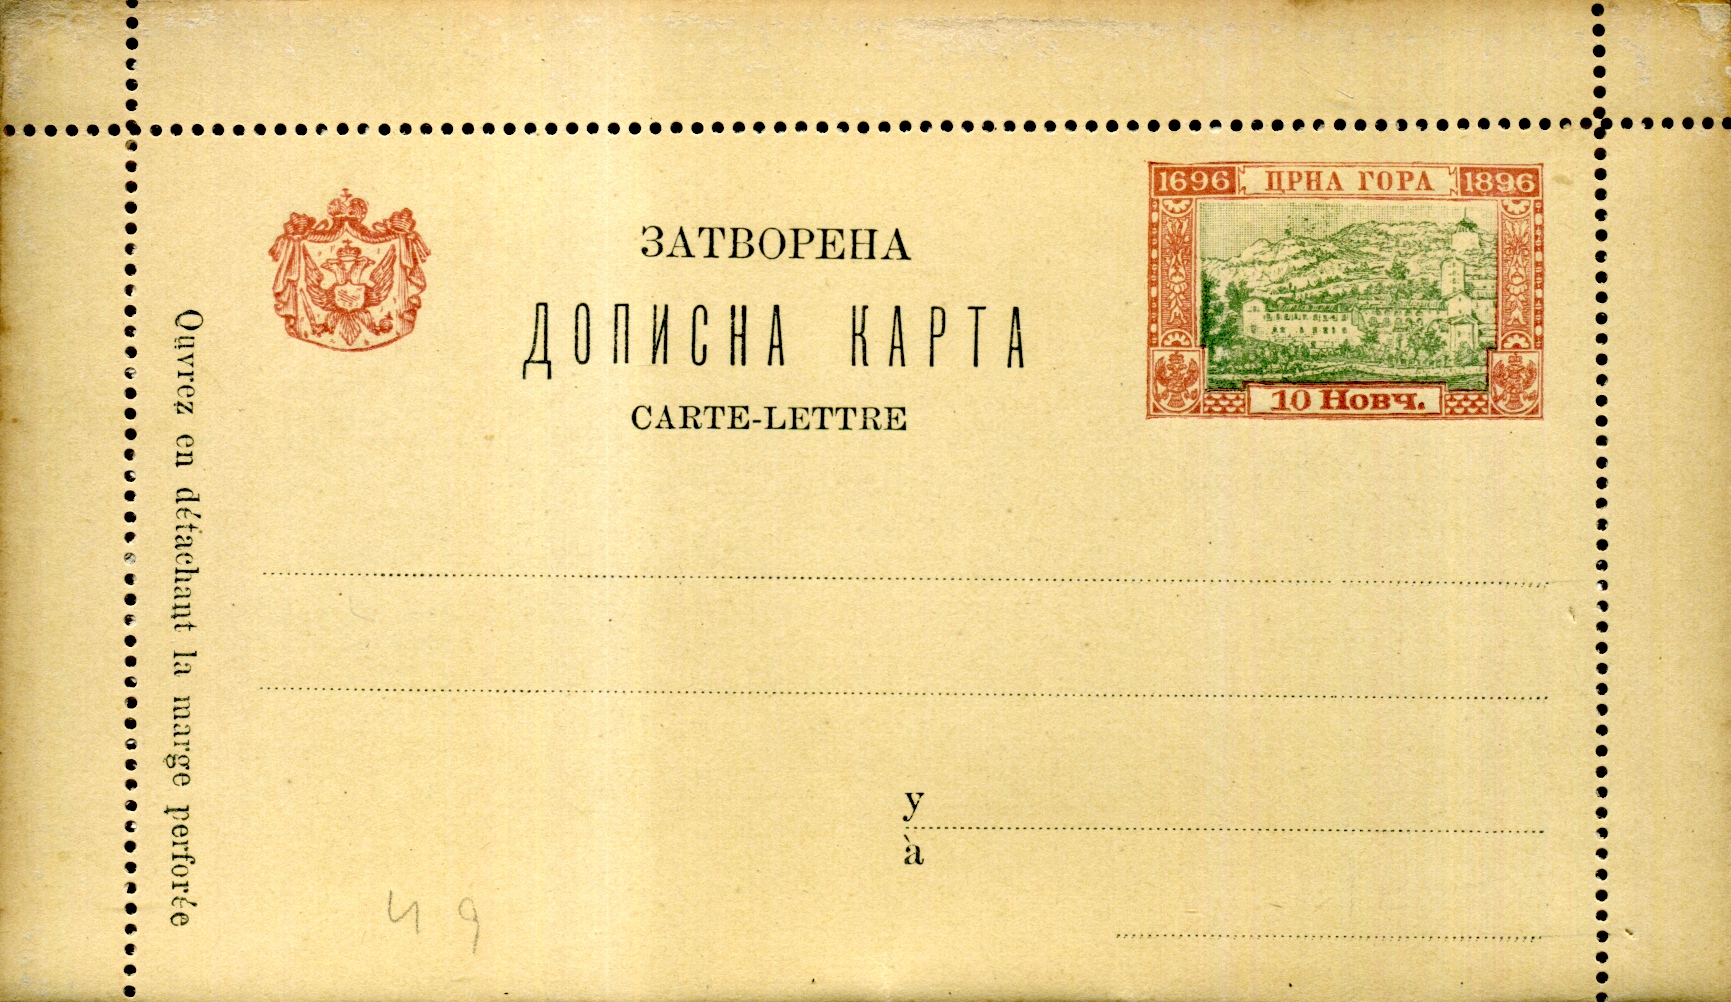 1696 ЦРНА ГОРА 1896
10 Новч.
ЗАТВОРЕНА
ДОПИСНА КАРТА
CARTE-LETTRE
Ouvrez en détachant la marge perforée
у
à
49